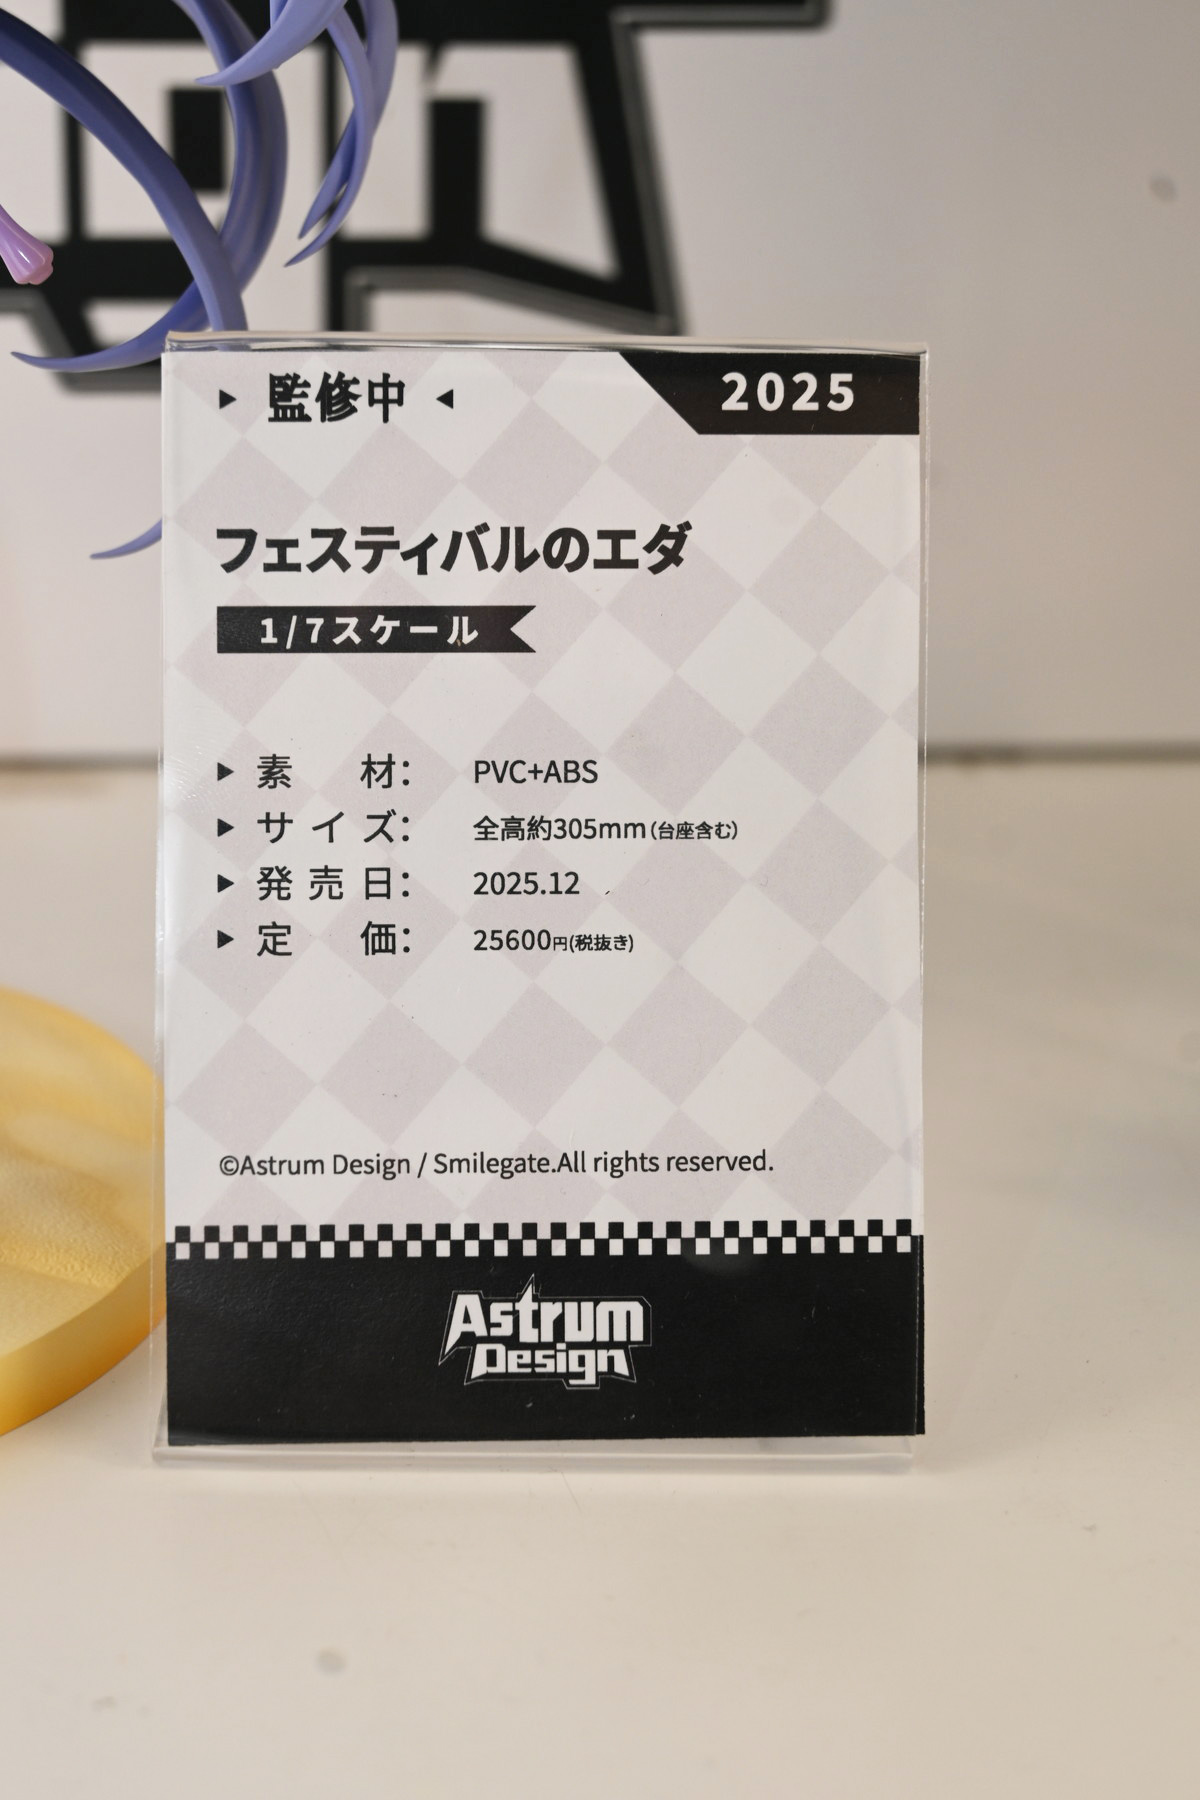 監修中
2025
フェスティバルのエダ
1/7スケール
素材： PVC+ABS
サイズ： 全高約305mm（台座含む）
発売日： 2025.12
定価： 25600円(税抜き)
©Astrum Design / Smilegate.All rights reserved.
Astrum
Design